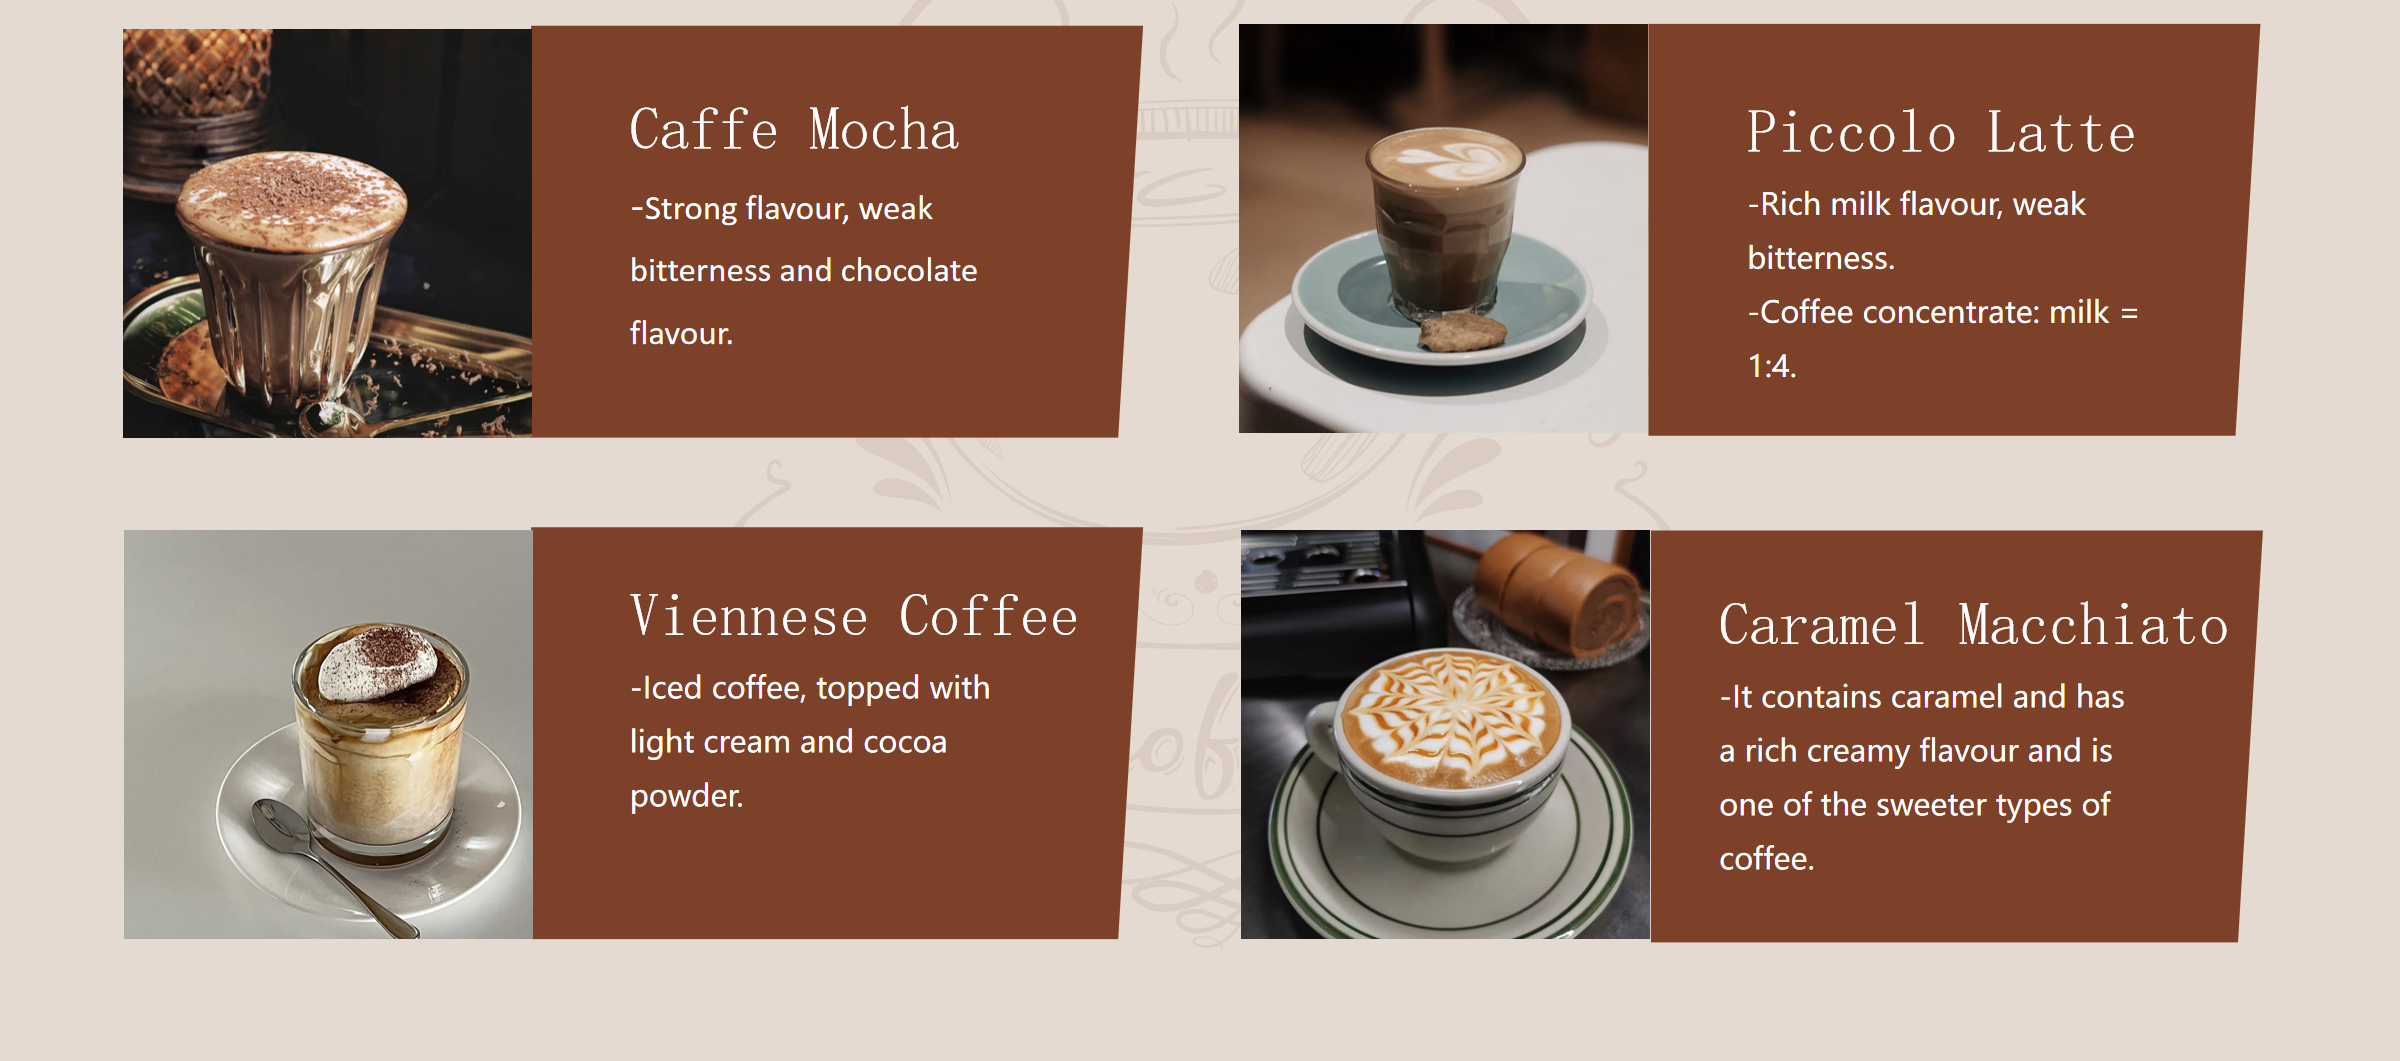 Caffe Mocha
-Strong flavour, weak
bitterness and chocolate
flavour.
Piccolo Latte
-Rich milk flavour, weak
bitterness.
-Coffee concentrate: milk =
1:4.
Viennese Coffee
-Iced coffee, topped with
light cream and cocoa
powder.
Caramel Macchiato
-It contains caramel and has
a rich creamy flavour and is
one of the sweeter types of
coffee.